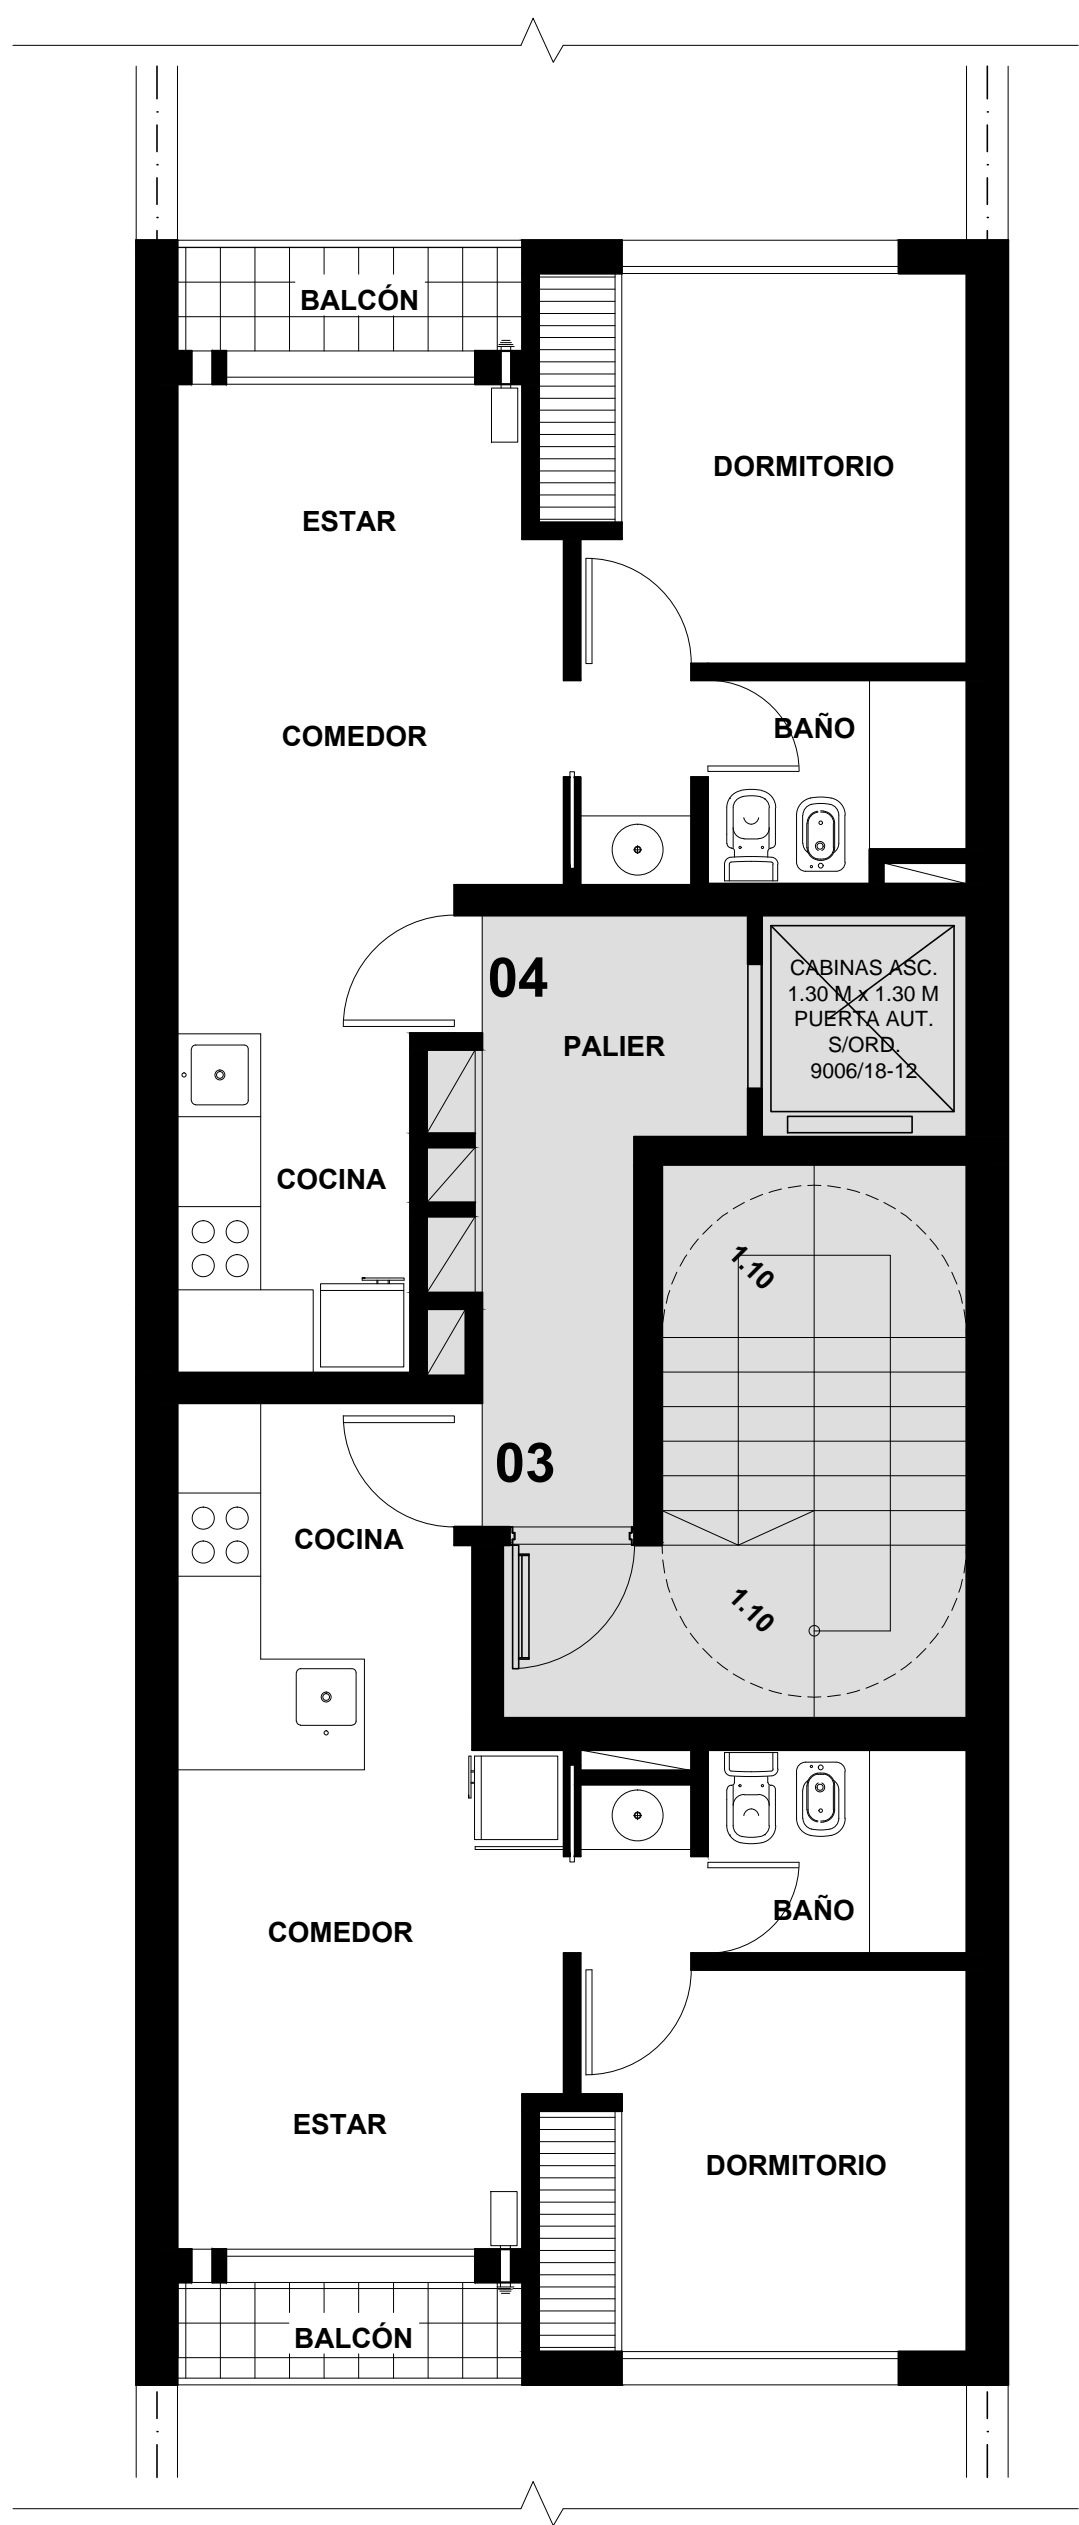 BALCÓN
DORMITORIO
ESTAR
BAÑO
COMEDOR
04
CABINAS ASC.
1.30 M x 1.30 M
PUERTA AUT.
S/ORD.
9006/18-12
PALIER
COCINA
1.10
03
COCINA
1.10
BAÑO
COMEDOR
ESTAR
DORMITORIO
BALCÓN